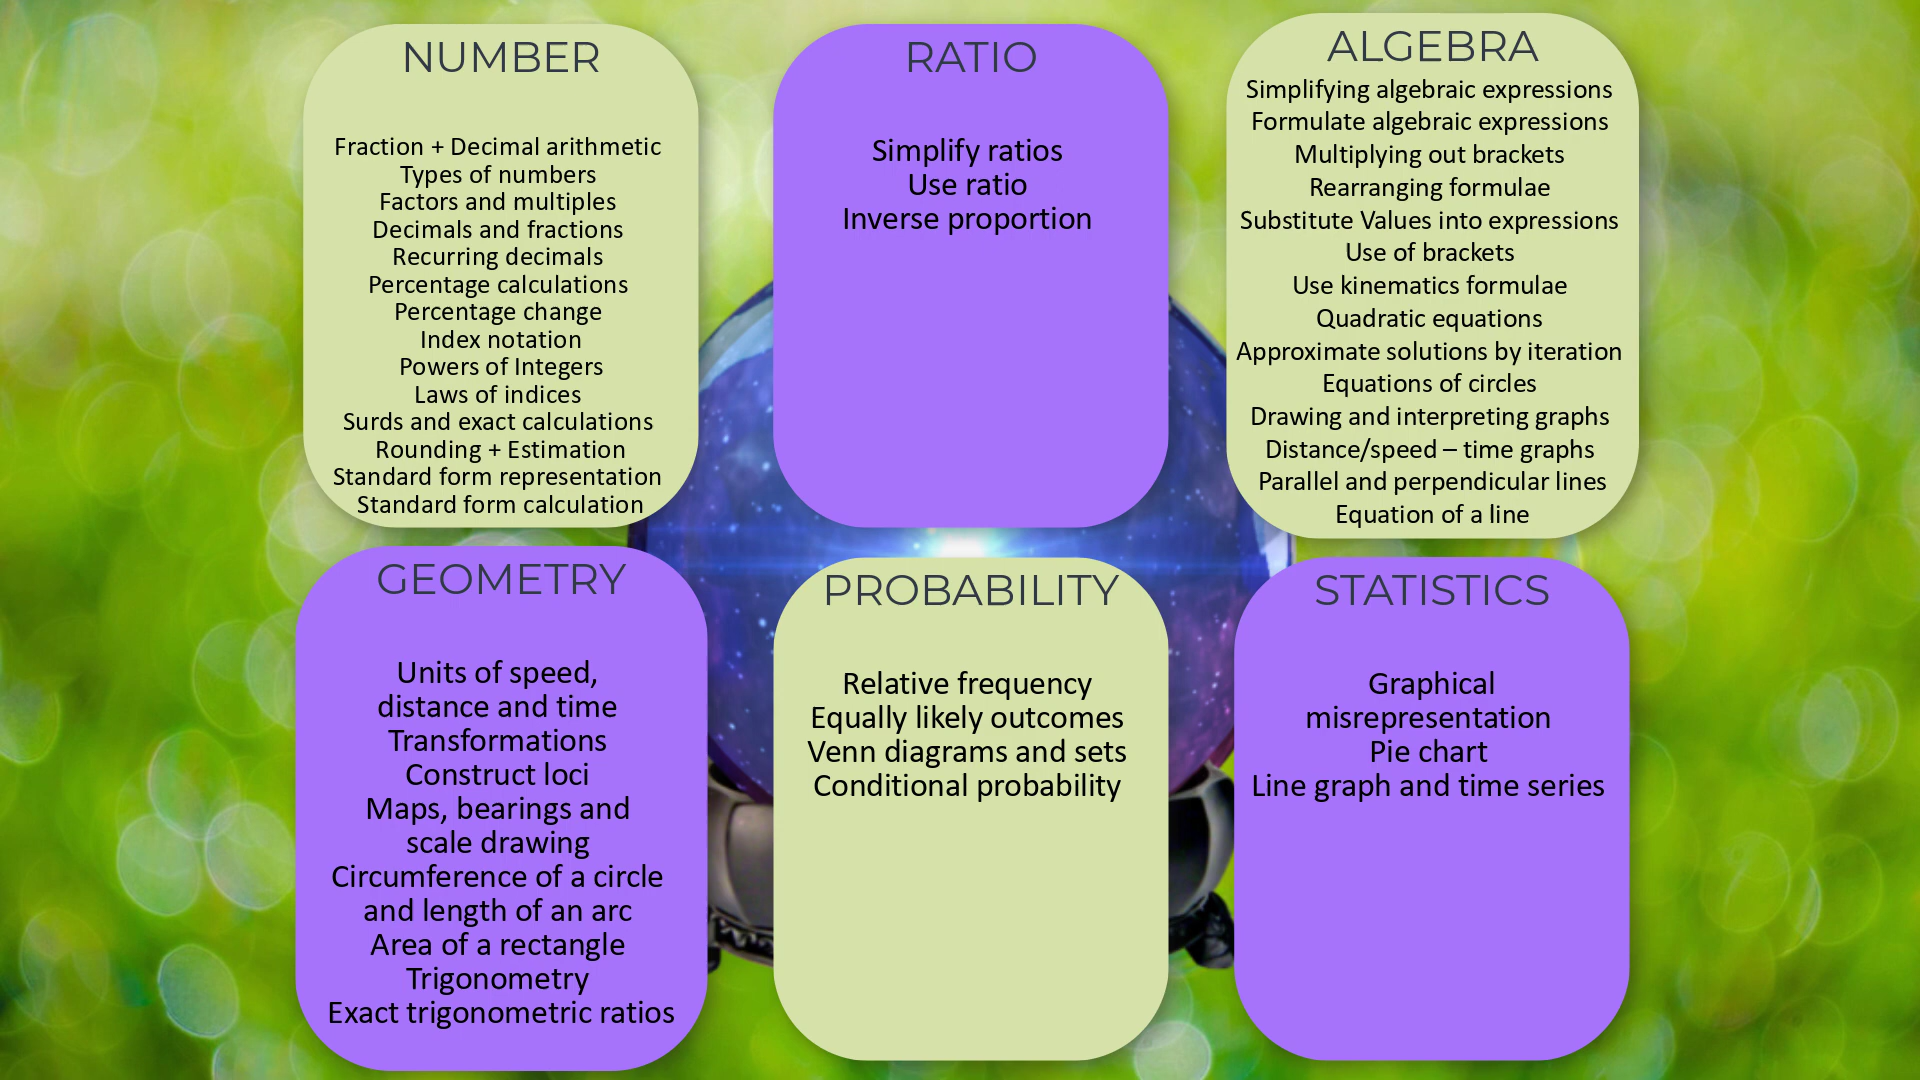 NUMBER
Fraction + Decimal arithmetic
Types of numbers
Factors and multiples
Decimals and fractions
Recurring decimals
Percentage calculations
Percentage change
Index notation
Powers of Integers
Laws of indices
Surds and exact calculations
Rounding + Estimation
Standard form representation
Standard form calculation
RATIO
Simplify ratios
Use ratio
Inverse proportion
ALGEBRA
Simplifying algebraic expressions
Formulate algebraic expressions
Multiplying out brackets
Rearranging formulae
Substitute Values into expressions
Use of brackets
Use kinematics formulae
Quadratic equations
Approximate solutions by iteration
Equations of circles
Drawing and interpreting graphs
Distance/speed – time graphs
Parallel and perpendicular lines
Equation of a line
GEOMETRY
Units of speed,
distance and time
Transformations
Construct loci
Maps, bearings and
scale drawing
Circumference of a circle
and length of an arc
Area of a rectangle
Trigonometry
Exact trigonometric ratios
PROBABILITY
Relative frequency
Equally likely outcomes
Venn diagrams and sets
Conditional probability
STATISTICS
Graphical
misrepresentation
Pie chart
Line graph and time series